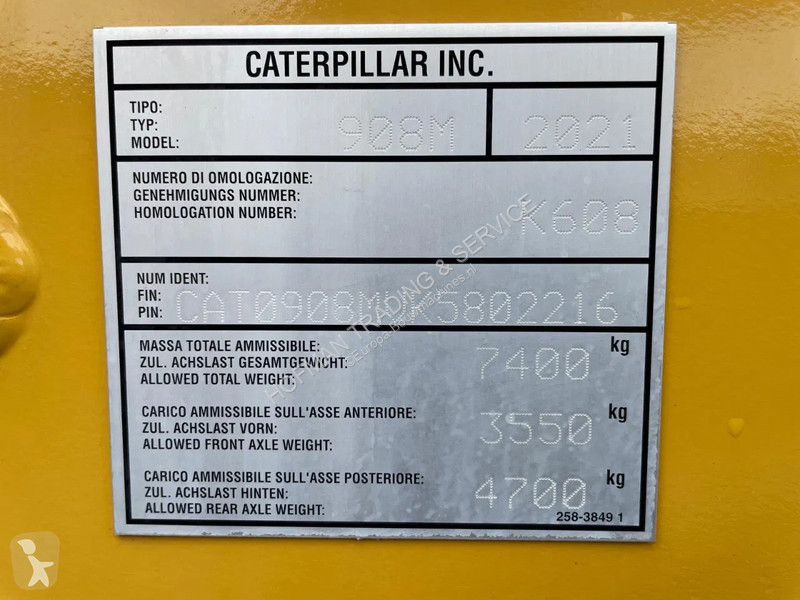 CATERPILLAR INC.
TIPO:
TYP:
MODEL: 908M 2021
NUMERO DI OMOLOGAZIONE:
GENEHMIGUNGS NUMMER:
HOMOLOGATION NUMBER: K608
NUM IDENT:
FIN:
PIN:
MASSA TOTALE AMMISSIBILE:
ZUL. ACHSLAST GESAMTGEWICHT: 7400 kg
ALLOWED TOTAL WEIGHT:
CARICO AMMISSIBILE SULL'ASSE ANTERIORE:
ZUL. ACHSLAST VORN: 3550 kg
ALLOWED FRONT AXLE WEIGHT:
CARICO AMMISSIBILE SULL'ASSE POSTERIORE:
ZUL. ACHSLAST HINTEN: 4700 kg
ALLOWED REAR AXLE WEIGHT:
258-3849 1
HOFMAN TRADING & SERVICE